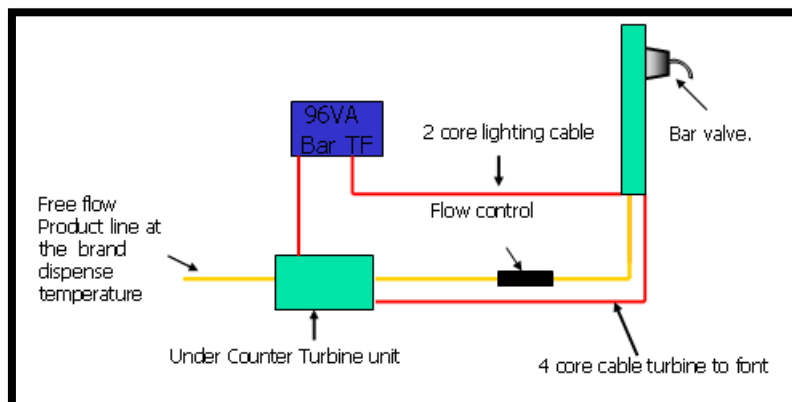 96VA
Bar TF
2 core lighting cable
Bar valve.
Free flow
Product line at
the brand
dispense
temperature
Flow control
Under Counter Turbine unit
4 core cable turbine to font